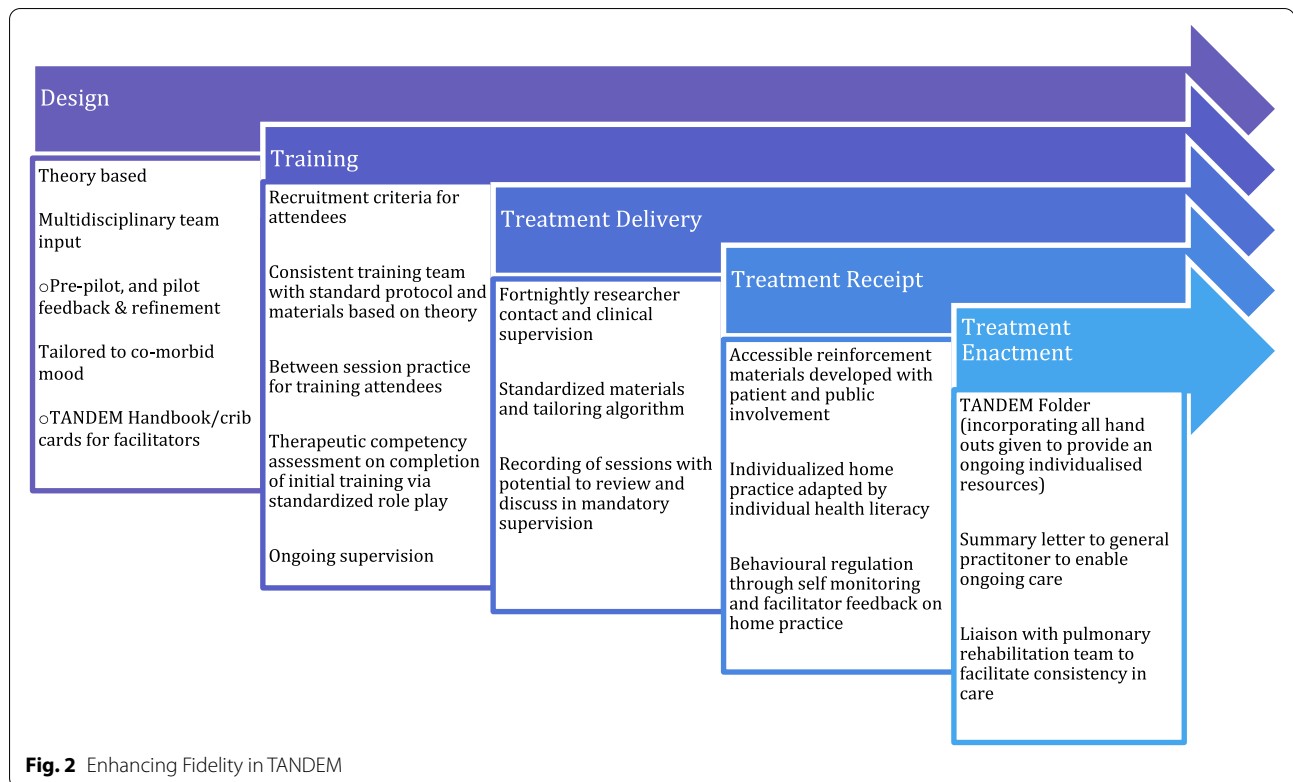 Design
Theory based
Multidisciplinary team
input
oPre-pilot, and pilot
feedback & refinement
Tailored to co-morbid
mood
oTANDEM Handbook/crib
cards for facilitators
Training
Recruitment criteria for
attendees
Consistent training team
with standard protocol and
materials based on theory
Between session practice
for training attendees
Therapeutic competency
assessment on completion
of initial training via
standardized role play
Ongoing supervision
Treatment Delivery
Fortnightly researcher
contact and clinical
supervision
Standardized materials
and tailoring algorithm
Recording of sessions with
potential to review and
discuss in mandatory
supervision
Treatment Receipt
Accessible reinforcement
materials developed with
patient and public
involvement
Individualized home
practice adapted by
individual health literacy
Behavioural regulation
through self monitoring
and facilitator feedback on
home practice
Treatment
Enactment
TANDEM Folder
(incorporating all hand
outs given to provide an
ongoing individualised
resources)
Summary letter to general
practitoner to enable
ongoing care
Liaison with pulmonary
rehabilitation team to
facilitate consistency in
care
Fig. 2 Enhancing Fidelity in TANDEM